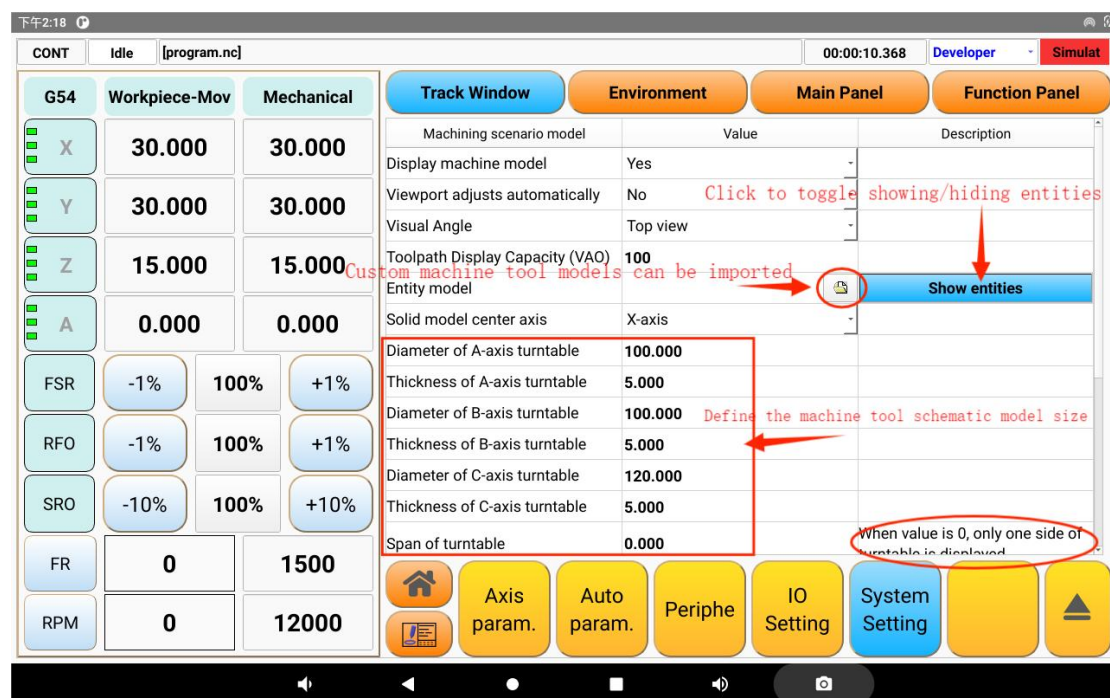 下午2:18
CONT Idle [program.nc] 00:00:10.368 Developer Simulat
G54 Workpiece-Mov Mechanical
X 30.000 30.000
Y 30.000 30.000
Z 15.000 15.000
A 0.000 0.000
FSR -1% 100% +1%
RFO -1% 100% +1%
SRO -10% 100% +10%
FR 0 1500
RPM 0 12000
Track Window Environment Main Panel Function Panel
Machining scenario model Value Description
Display machine model Yes
Viewport adjusts automatically No
Click to toggle showing/hiding entities
Visual Angle Top view
Toolpath Display Capacity (VAO) 100
Custom machine tool models can be imported
Entity model Show entities
Solid model center axis X-axis
Diameter of A-axis turntable 100.000
Thickness of A-axis turntable 5.000
Diameter of B-axis turntable 100.000
Define the machine tool schematic model size
Thickness of B-axis turntable 5.000
Diameter of C-axis turntable 120.000
Thickness of C-axis turntable 5.000
Span of turntable 0.000
When value is 0, only one side of
turntable is displayed
Axis param. Auto param. Periphe IO Setting System Setting